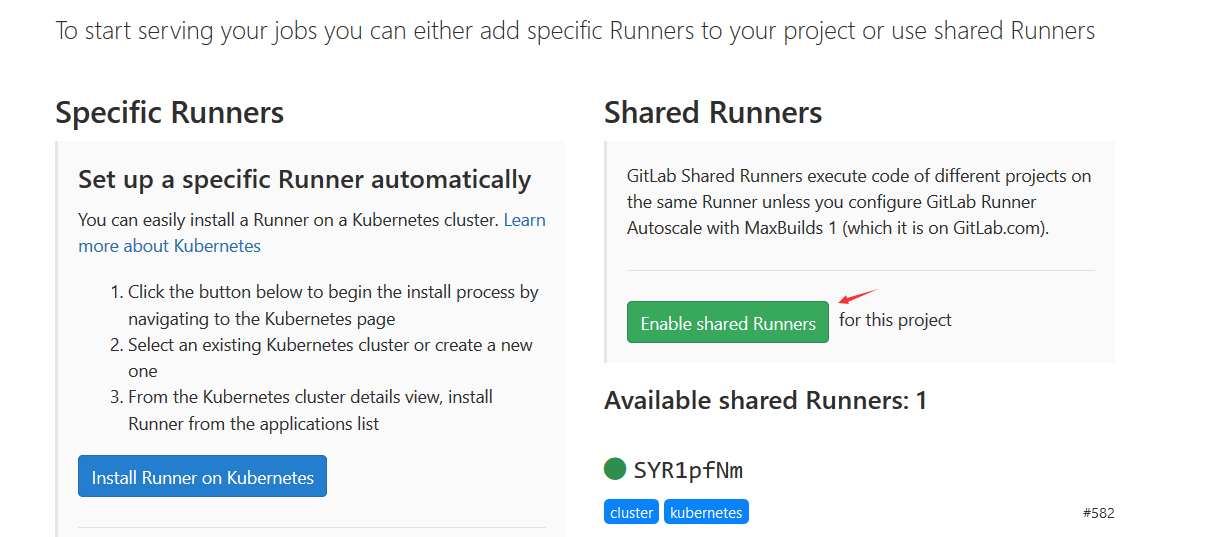 To start serving your jobs you can either add specific Runners to your project or use shared Runners
Specific Runners
Set up a specific Runner automatically
You can easily install a Runner on a Kubernetes cluster. Learn
more about Kubernetes
1. Click the button below to begin the install process by
navigating to the Kubernetes page
2. Select an existing Kubernetes cluster or create a new
one
3. From the Kubernetes cluster details view, install
Runner from the applications list
Install Runner on Kubernetes
Shared Runners
GitLab Shared Runners execute code of different projects on
the same Runner unless you configure GitLab Runner
Autoscale with MaxBuilds 1 (which it is on GitLab.com).
Enable shared Runners for this project
Available shared Runners: 1
SYR1pfNm
cluster kubernetes #582